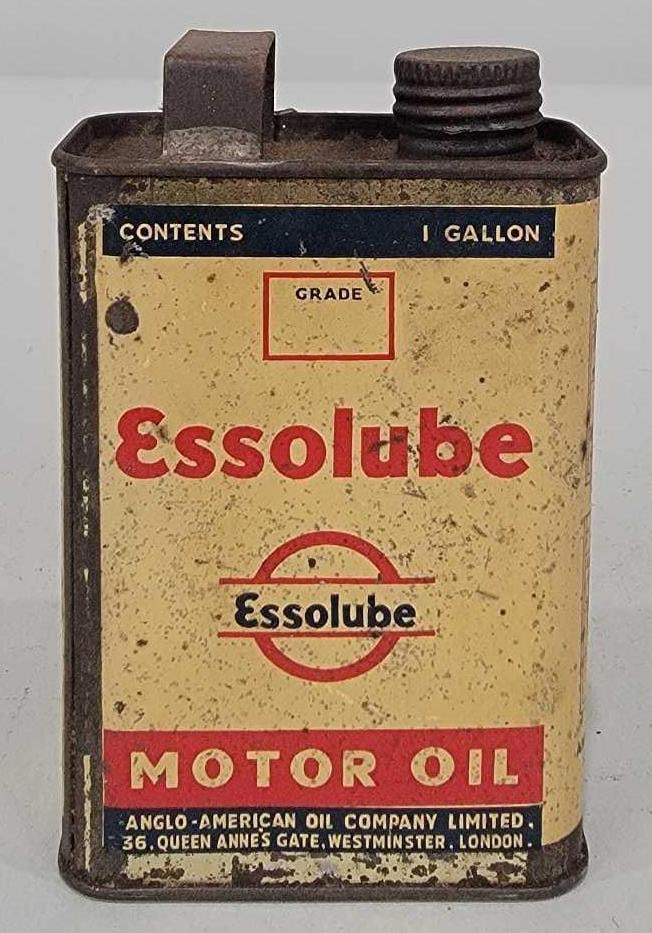 CONTENTS 1 GALLON
GRADE
Essolube
Essolube
MOTOR OIL
ANGLO-AMERICAN OIL COMPANY LIMITED.
36, QUEEN ANNE'S GATE, WESTMINSTER. LONDON.